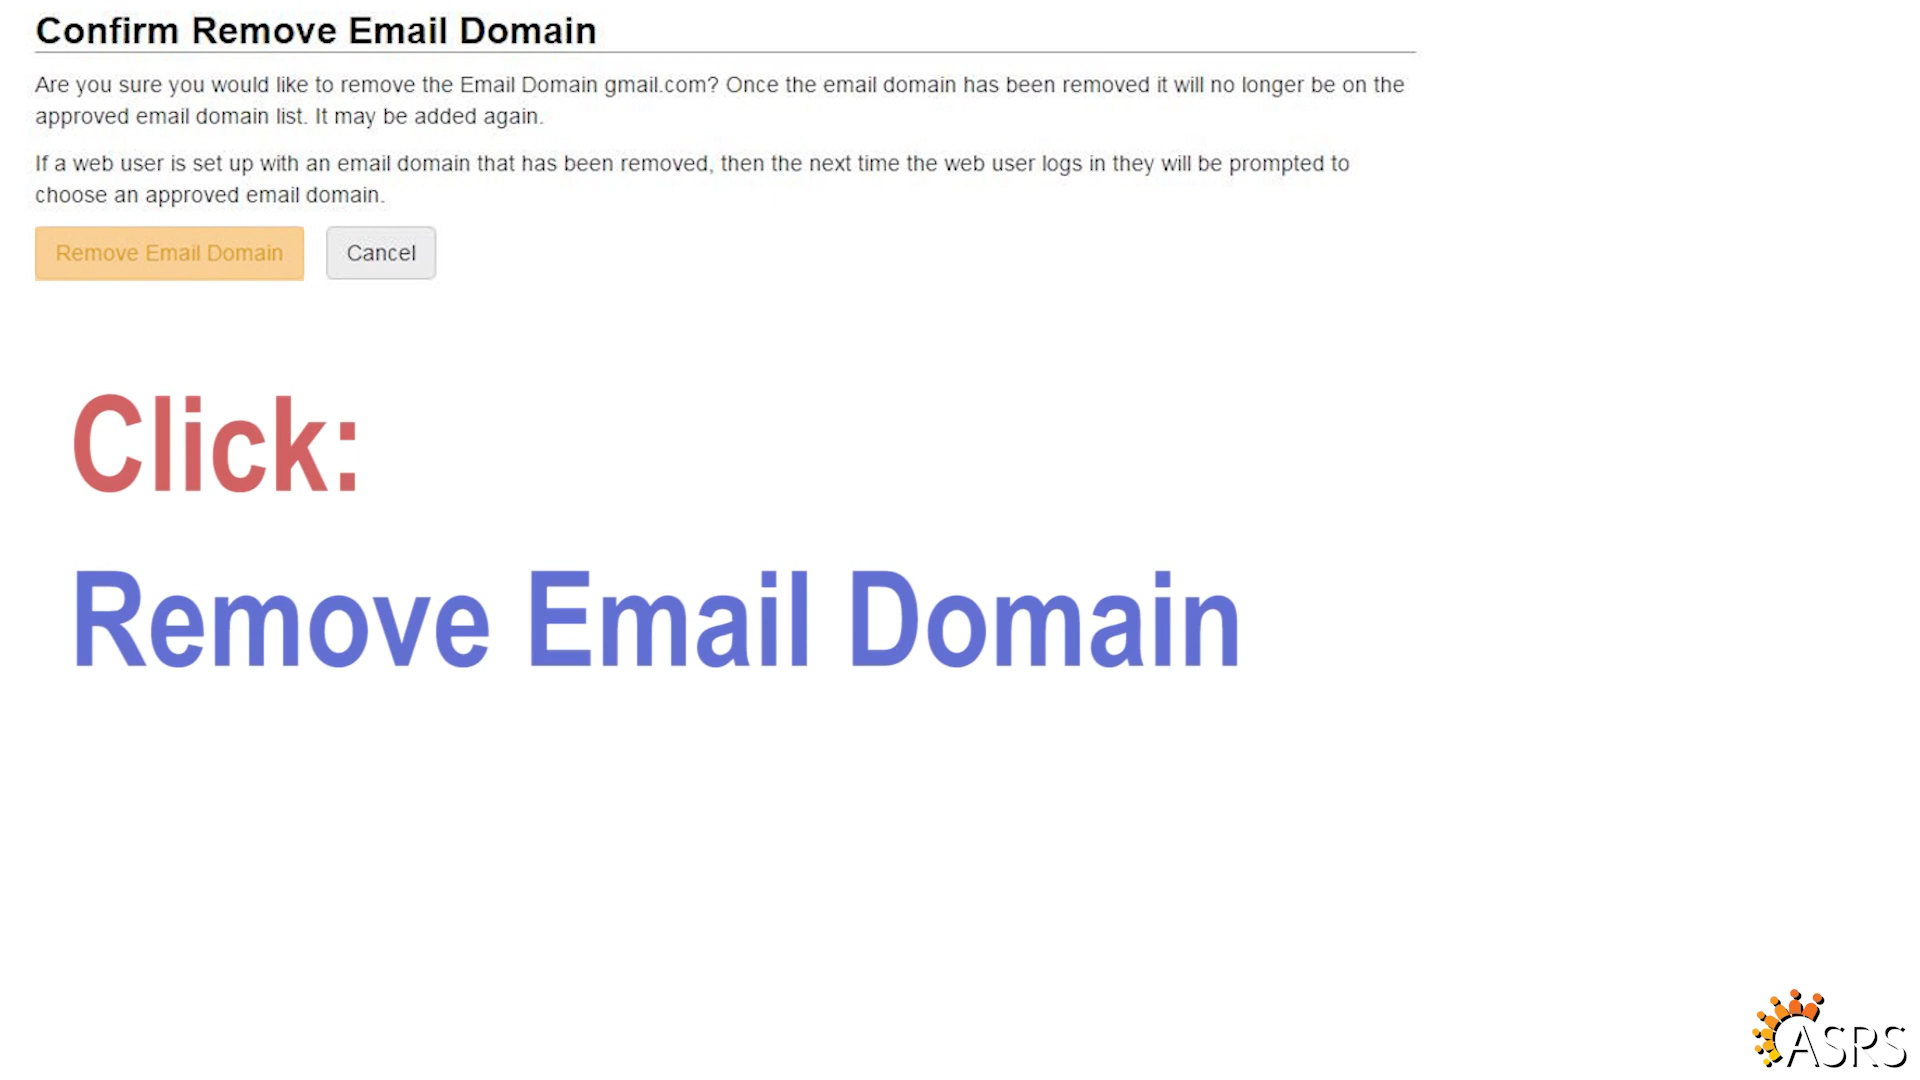 Confirm Remove Email Domain
Are you sure you would like to remove the Email Domain gmail.com? Once the email domain has been removed it will no longer be on the
approved email domain list. It may be added again.
If a web user is set up with an email domain that has been removed, then the next time the web user logs in they will be prompted to
choose an approved email domain.
Remove Email Domain
Cancel
Click:
Remove Email Domain
ASRS